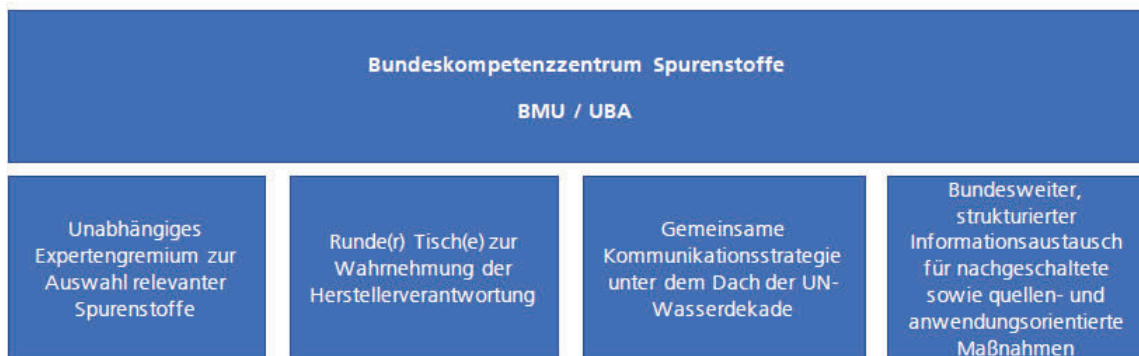 Bundeskompetenzzentrum Spurenstoffe
BMU / UBA
Unabhängiges
Expertengremium zur
Auswahl relevanter
Spurenstoffe
Runde(r) Tisch(e) zur
Wahrnehmung der
Herstellerverantwortung
Gemeinsame
Kommunikationsstrategie
unter dem Dach der UN-
Wasserdekade
Bundesweiter,
strukturierter
Informationsaustausch
für nachgeschaltete
sowie quellen- und
anwendungsorientierte
Maßnahmen